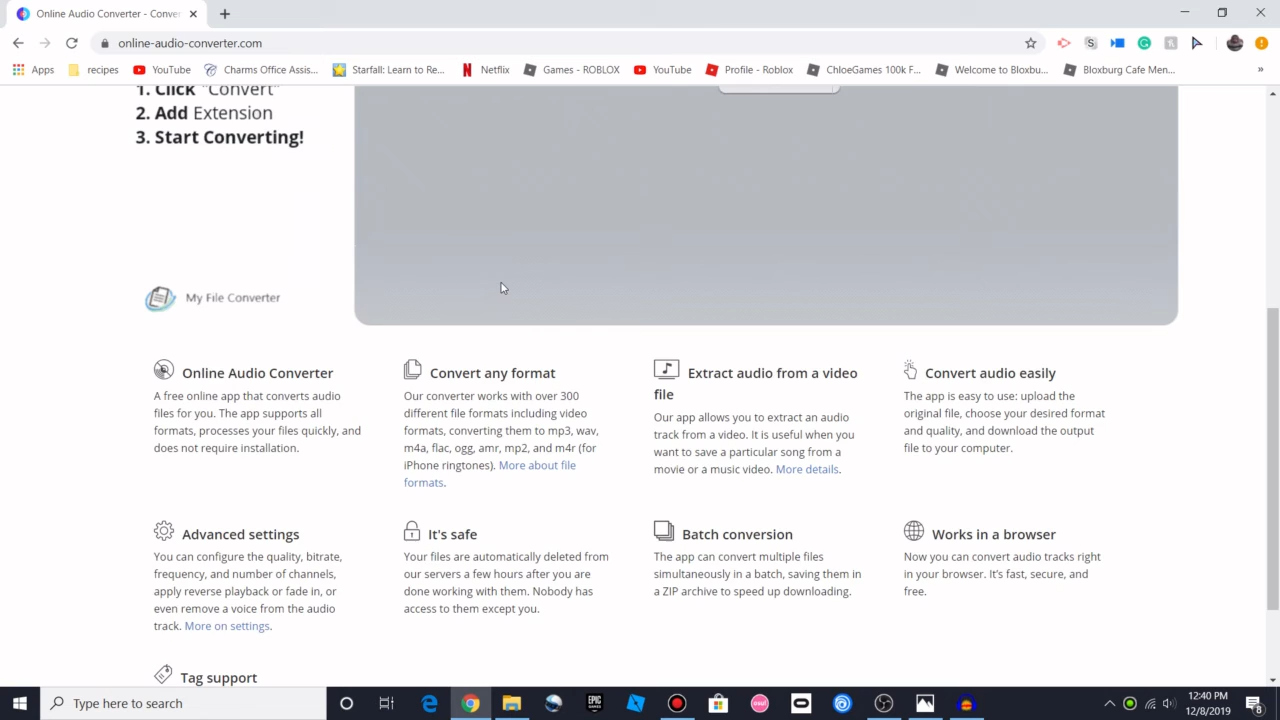 Online Audio Converter - Conver
online-audio-converter.com
Apps
recipes
YouTube
Charms Office Assis...
Starfall: Learn to Re...
Netflix
Games - ROBLOX
YouTube
Profile - Roblox
ChloeGames 100k F...
Welcome to Bloxbu...
Bloxburg Cafe Men...
1. Click "Convert"
2. Add Extension
3. Start Converting!
My File Converter
Online Audio Converter
A free online app that converts audio
files for you. The app supports all
formats, processes your files quickly, and
does not require installation.
Convert any format
Our converter works with over 300
different file formats including video
formats, converting them to mp3, wav,
m4a, flac, ogg, amr, mp2, and m4r (for
iPhone ringtones). More about file
formats.
Extract audio from a video
file
Our app allows you to extract an audio
track from a video. It is useful when you
want to save a particular song from a
movie or a music video. More details.
Convert audio easily
The app is easy to use: upload the
original file, choose your desired format
and quality, and download the output
file to your computer.
Advanced settings
You can configure the quality, bitrate,
frequency, and number of channels,
apply reverse playback or fade in, or
even remove a voice from the audio
track. More on settings.
It's safe
Your files are automatically deleted from
our servers a few hours after you are
done working with them. Nobody has
access to them except you.
Batch conversion
The app can convert multiple files
simultaneously in a batch, saving them in
a ZIP archive to speed up downloading.
Works in a browser
Now you can convert audio tracks right
in your browser. It's fast, secure, and
free.
Tag support
Type here to search
EPIC
GAMES
osu!
12:40 PM
12/8/2019
8